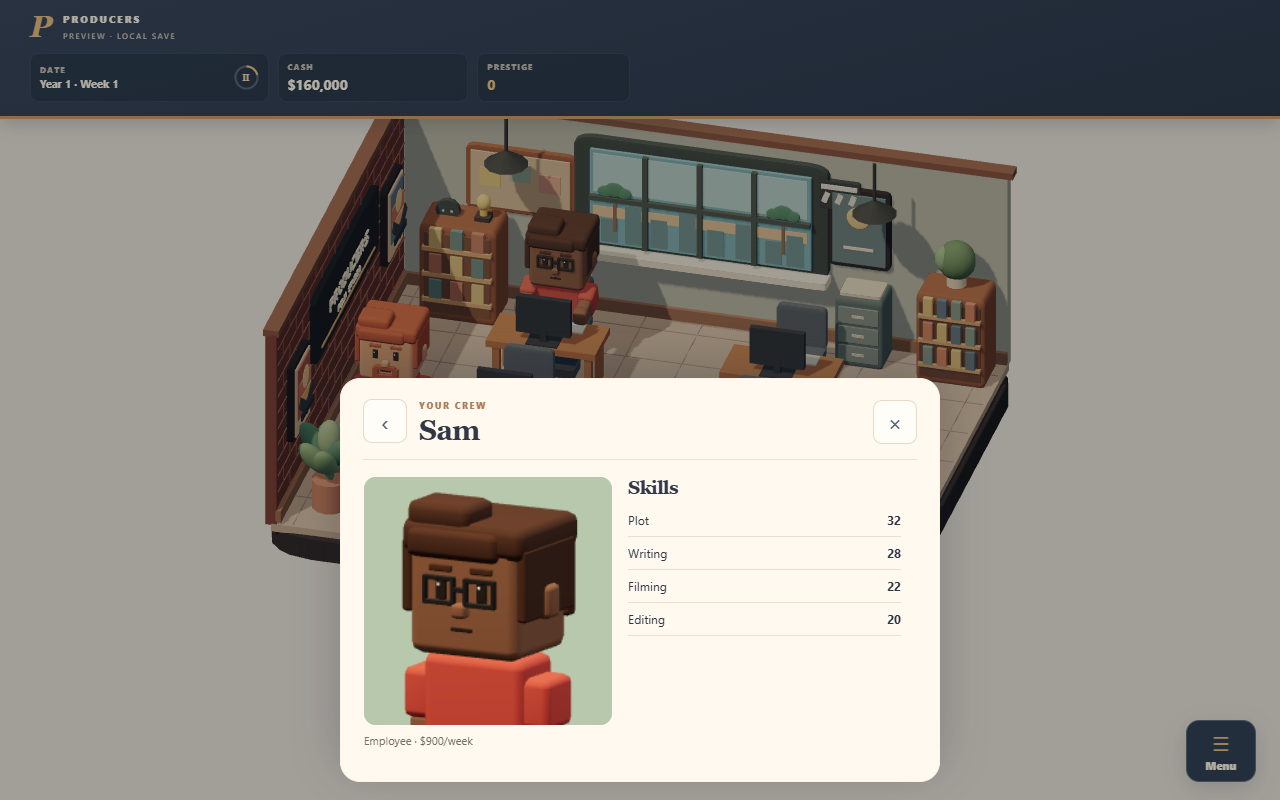 P
PRODUCERS
PREVIEW · LOCAL SAVE
DATE
Year 1 · Week 1
II
CASH
$160,000
PRESTIGE
0
‹
YOUR CREW
Sam
×
Skills
Plot 32
Writing 28
Filming 22
Editing 20
Employee · $900/week
☰
Menu